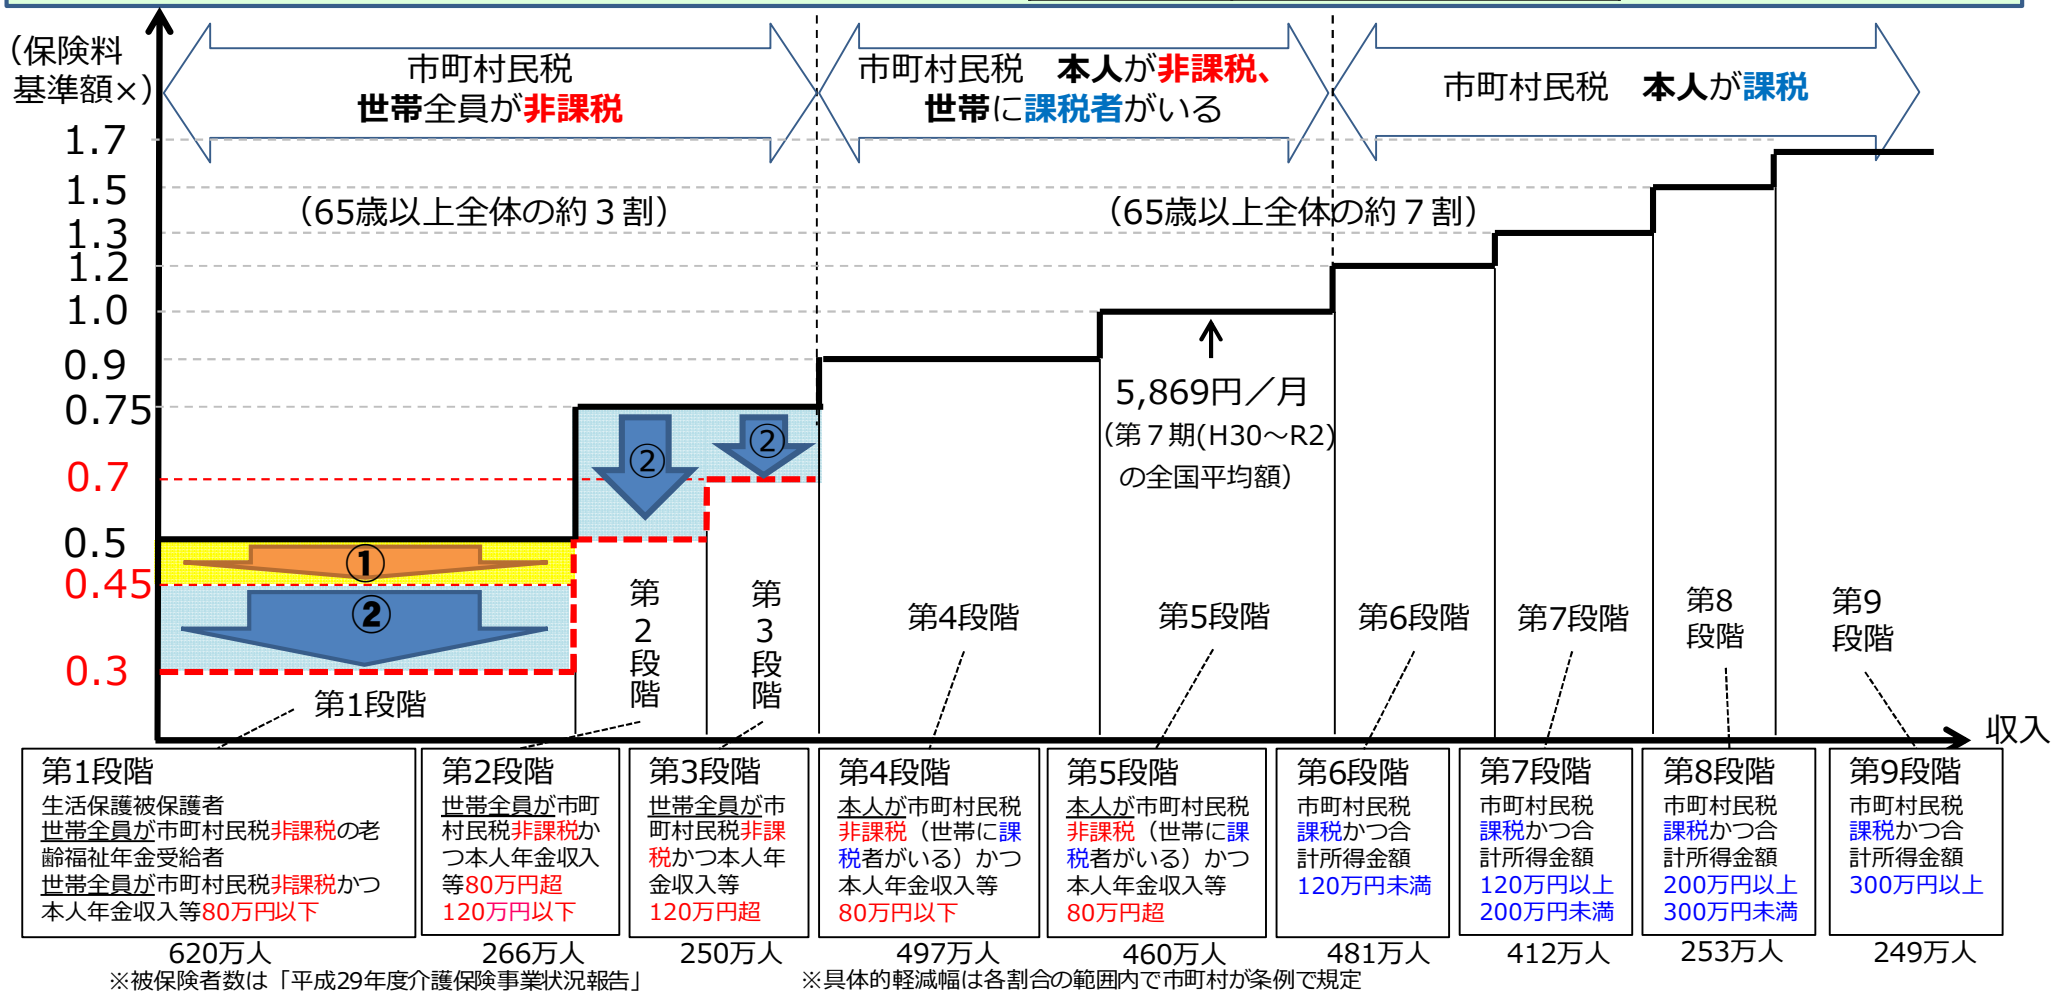 (保険料
基準額×)
市町村民税
世帯全員が非課税
市町村民税　本人が非課税、
世帯に課税者がいる
市町村民税　本人が課税
1.7
1.5
1.3
1.2
1.0
0.9
0.75
0.7
0.5
0.45
0.3
（65歳以上全体の約３割）
（65歳以上全体の約７割）
5,869円／月
（第７期(H30～R2)
の全国平均額）
②
②
①
②
第1段階
第2段階
第3段階
第4段階
第5段階
第6段階
第7段階
第8
段階
第9
段階
収入
第1段階
生活保護被保護者
世帯全員が市町村民税非課税の老
齢福祉年金受給者
世帯全員が市町村民税非課税かつ
本人年金収入等80万円以下
620万人
第2段階
世帯全員が市町
村民税非課税か
つ本人年金収入
等80万円超
120万円以下
266万人
第3段階
世帯全員が市
町村民税非課
税かつ本人年
金収入等
120万円超
250万人
第4段階
本人が市町村民税
非課税（世帯に課
税者がいる）かつ
本人年金収入等
80万円以下
497万人
第5段階
本人が市町村民税
非課税（世帯に課
税者がいる）かつ
本人年金収入等
80万円超
460万人
第6段階
市町村民税
課税かつ合
計所得金額
120万円未満
481万人
第7段階
市町村民税
課税かつ合
計所得金額
120万円以上
200万円未満
412万人
第8段階
市町村民税
課税かつ合
計所得金額
200万円以上
300万円未満
253万人
第9段階
市町村民税
課税かつ合
計所得金額
300万円以上
249万人
※被保険者数は「平成29年度介護保険事業状況報告」
※具体的軽減幅は各割合の範囲内で市町村が条例で規定